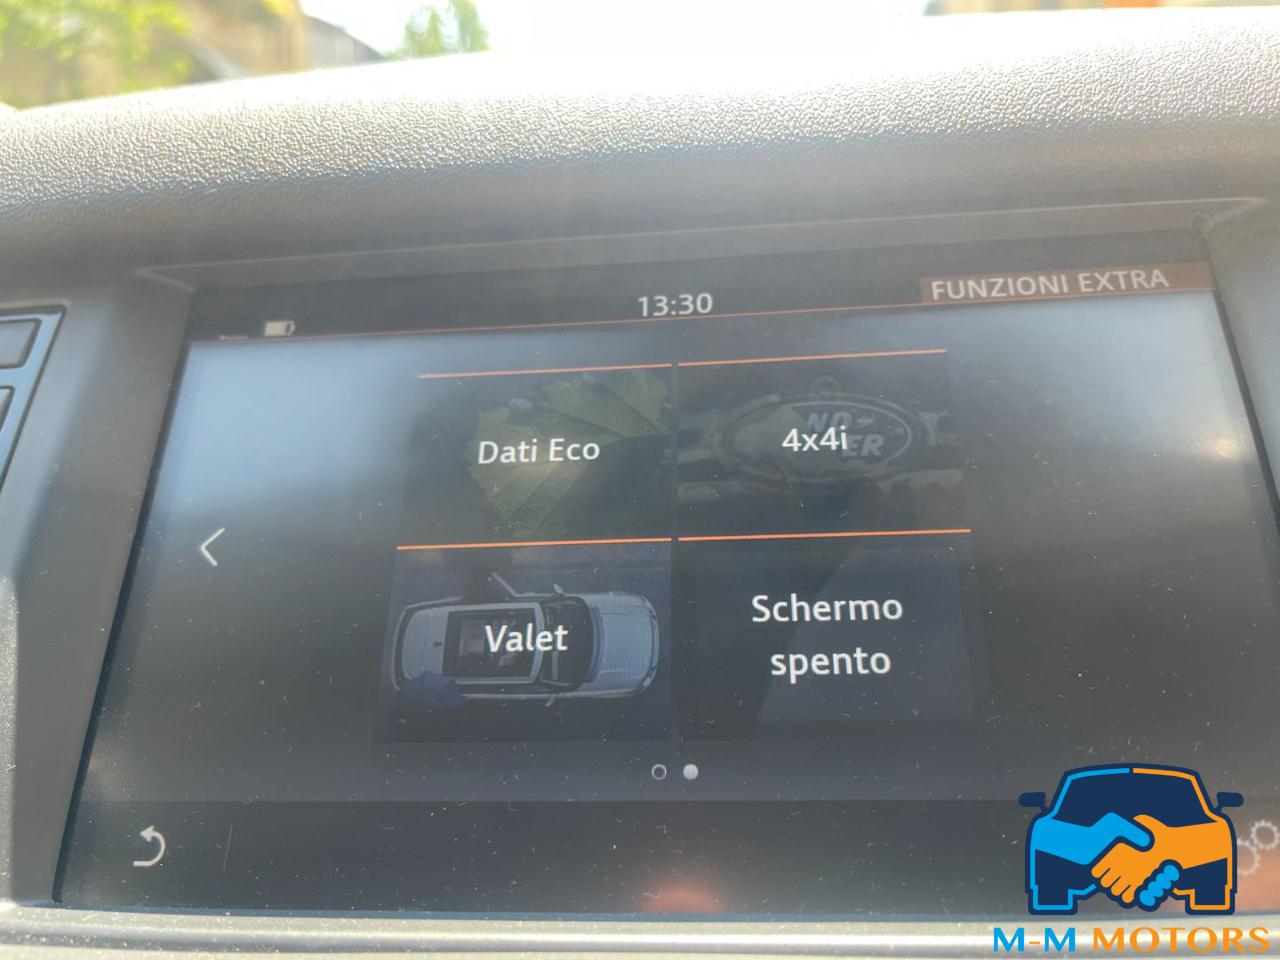 13:30
FUNZIONI EXTRA
Dati Eco
4x4i
Valet
Schermo
spento
M-M MOTORS